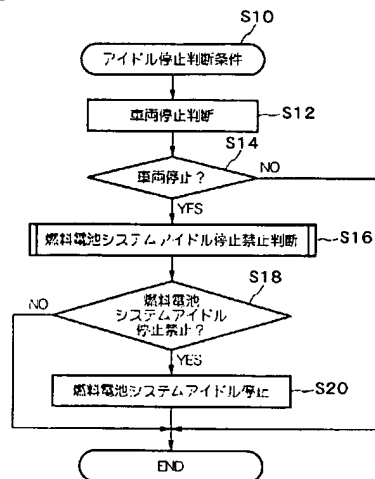 S10
アイドル停止判断条件
車両停止判断
S12
S14
車両停止？
NO
YES
燃料電池システムアイドル停止禁止判断
S16
S18
NO
燃料電池
システムアイドル
停止禁止？
YES
燃料電池システムアイドル停止
S20
END